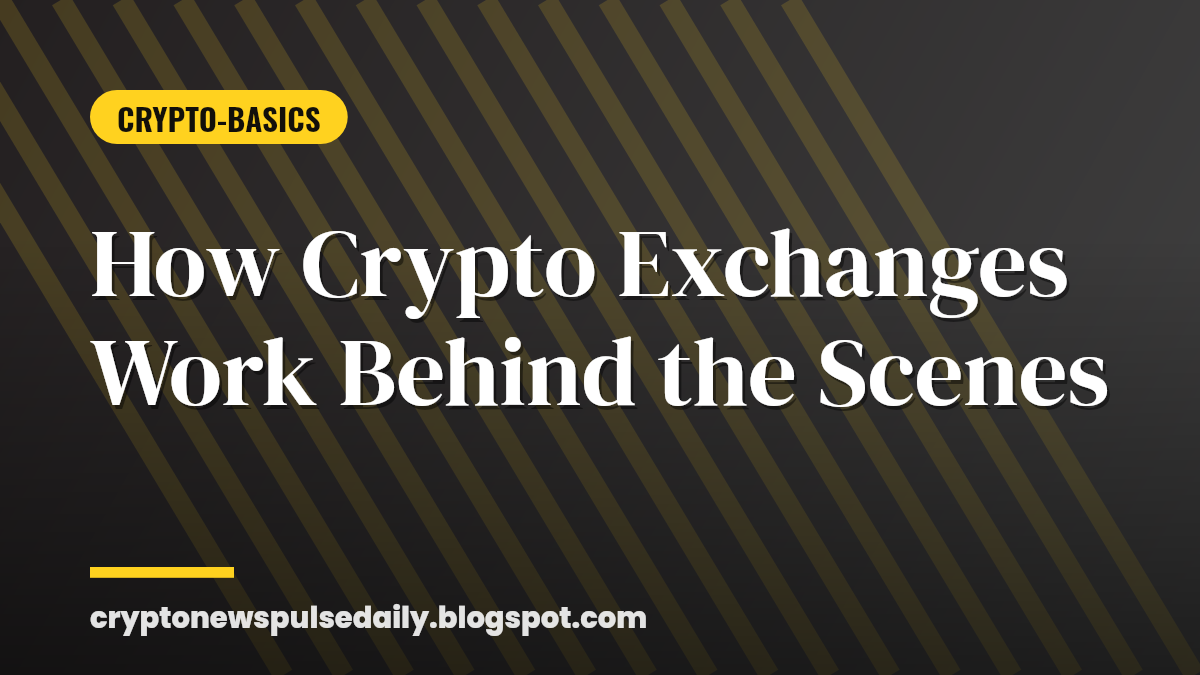 CRYPTO-BASICS
How Crypto Exchanges
Work Behind the Scenes
cryptonewspulsedaily.blogspot.com